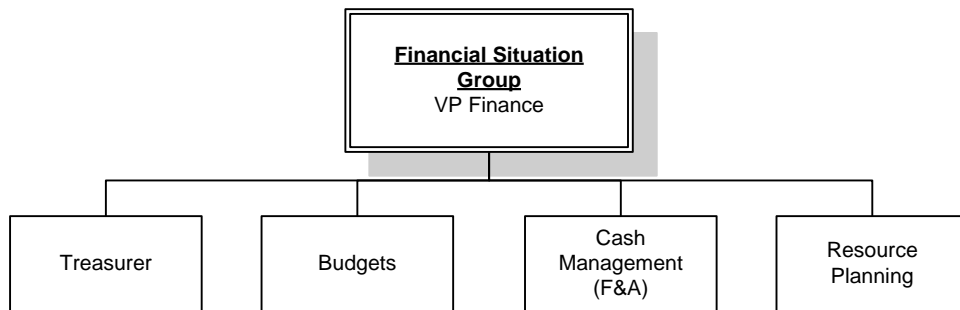 Financial Situation
Group
VP Finance
Treasurer
Budgets
Cash
Management
(F&A)
Resource
Planning